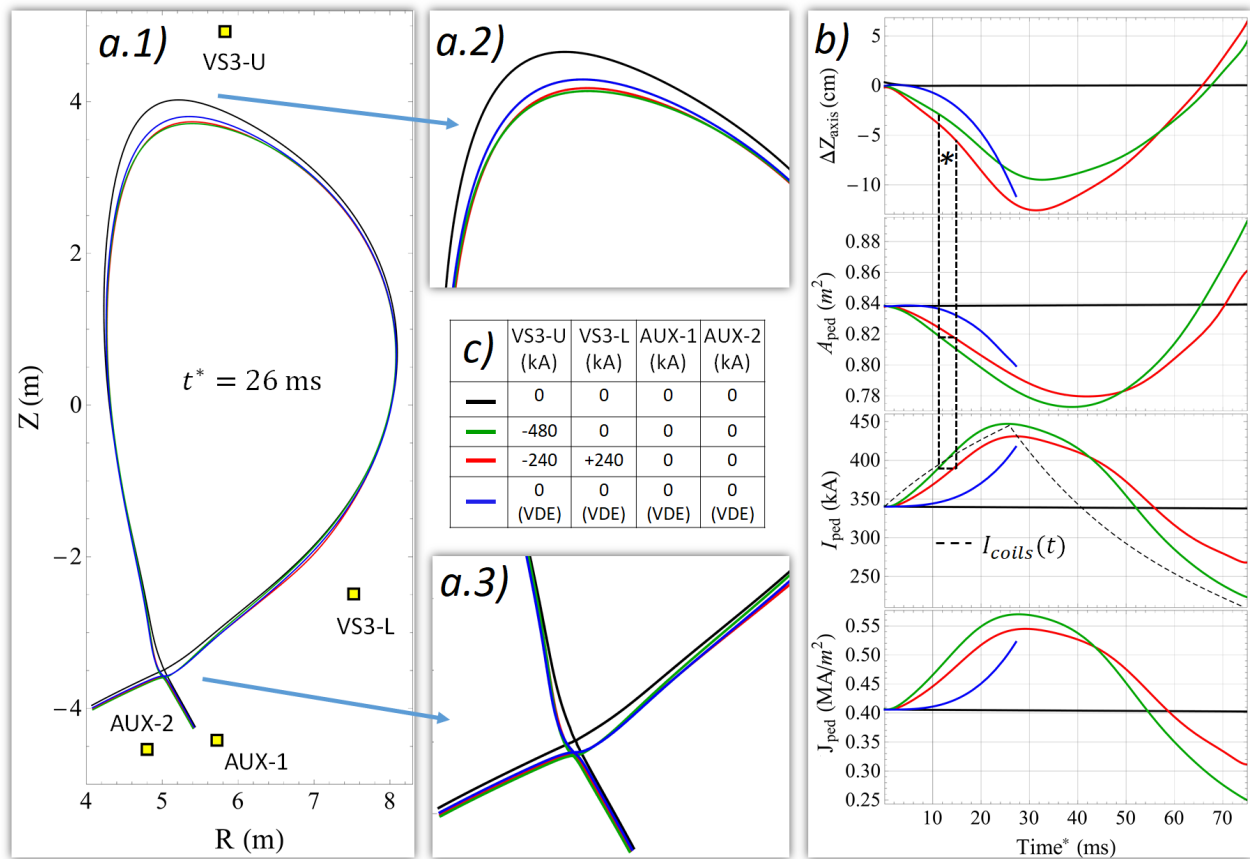 a.1)
VS3-U
4
2
0
−2
−4
Z (m)
t* = 26 ms
VS3-L
AUX-2
AUX-1
4 5 6 7 8
R (m)
a.2)
c) VS3-U (kA) VS3-L (kA) AUX-1 (kA) AUX-2 (kA)
0 0 0 0
-480 0 0 0
-240 +240 0 0
0 (VDE) 0 (VDE) 0 (VDE) 0 (VDE)
a.3)
b)
5
0
−5
−10
ΔZaxis (cm)
*
0.88
0.86
0.84
0.82
0.80
0.78
Aped (m²)
450
400
350
300
250
Iped (kA)
Icoils(t)
0.55
0.50
0.45
0.40
0.35
0.30
0.25
Jped (MA/m²)
10 20 30 40 50 60 70
Time* (ms)